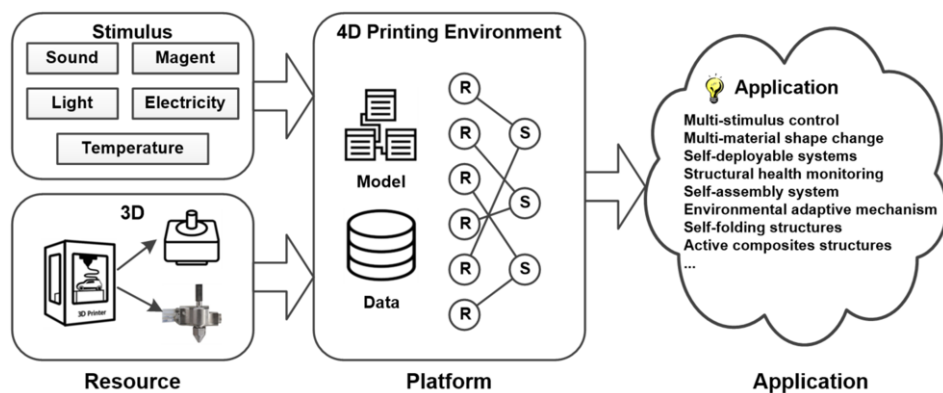 Stimulus
Sound
Magent
Light
Electricity
Temperature
3D
3D Printer
Resource
4D Printing Environment
Model
Data
R
R
R
R
R
R
S
S
S
Platform
Application
Multi-stimulus control
Multi-material shape change
Self-deployable systems
Structural health monitoring
Self-assembly system
Environmental adaptive mechanism
Self-folding structures
Active composites structures
...
Application